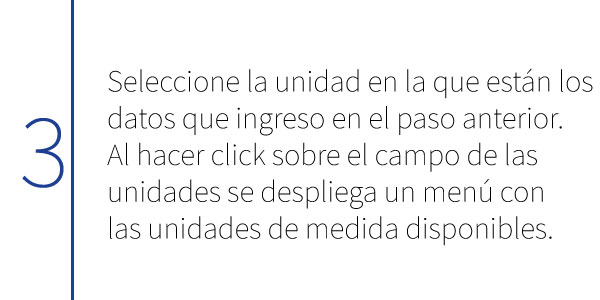 3
Seleccione la unidad en la que están los
datos que ingreso en el paso anterior.
Al hacer click sobre el campo de las
unidades se despliega un menú con
las unidades de medida disponibles.